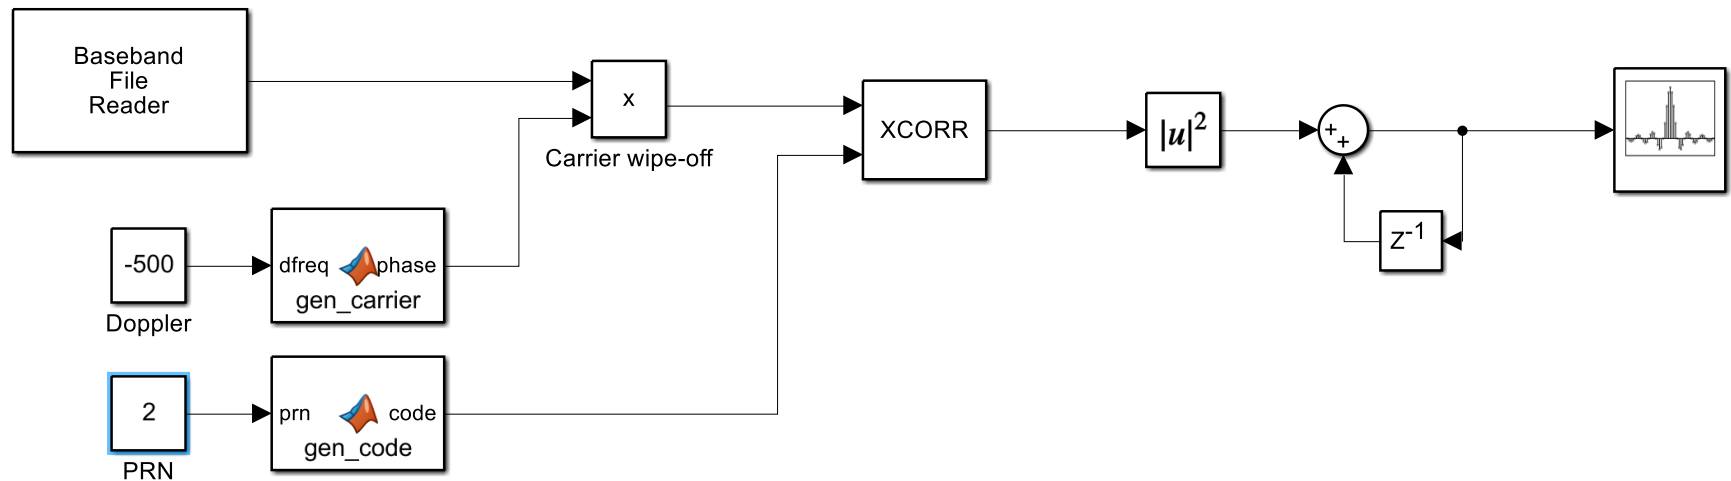 Baseband
File
Reader
x
Carrier wipe-off
XCORR
|u|²
+
+
Z⁻¹
-500
Doppler
dfreq phase
gen_carrier
2
PRN
prn code
gen_code